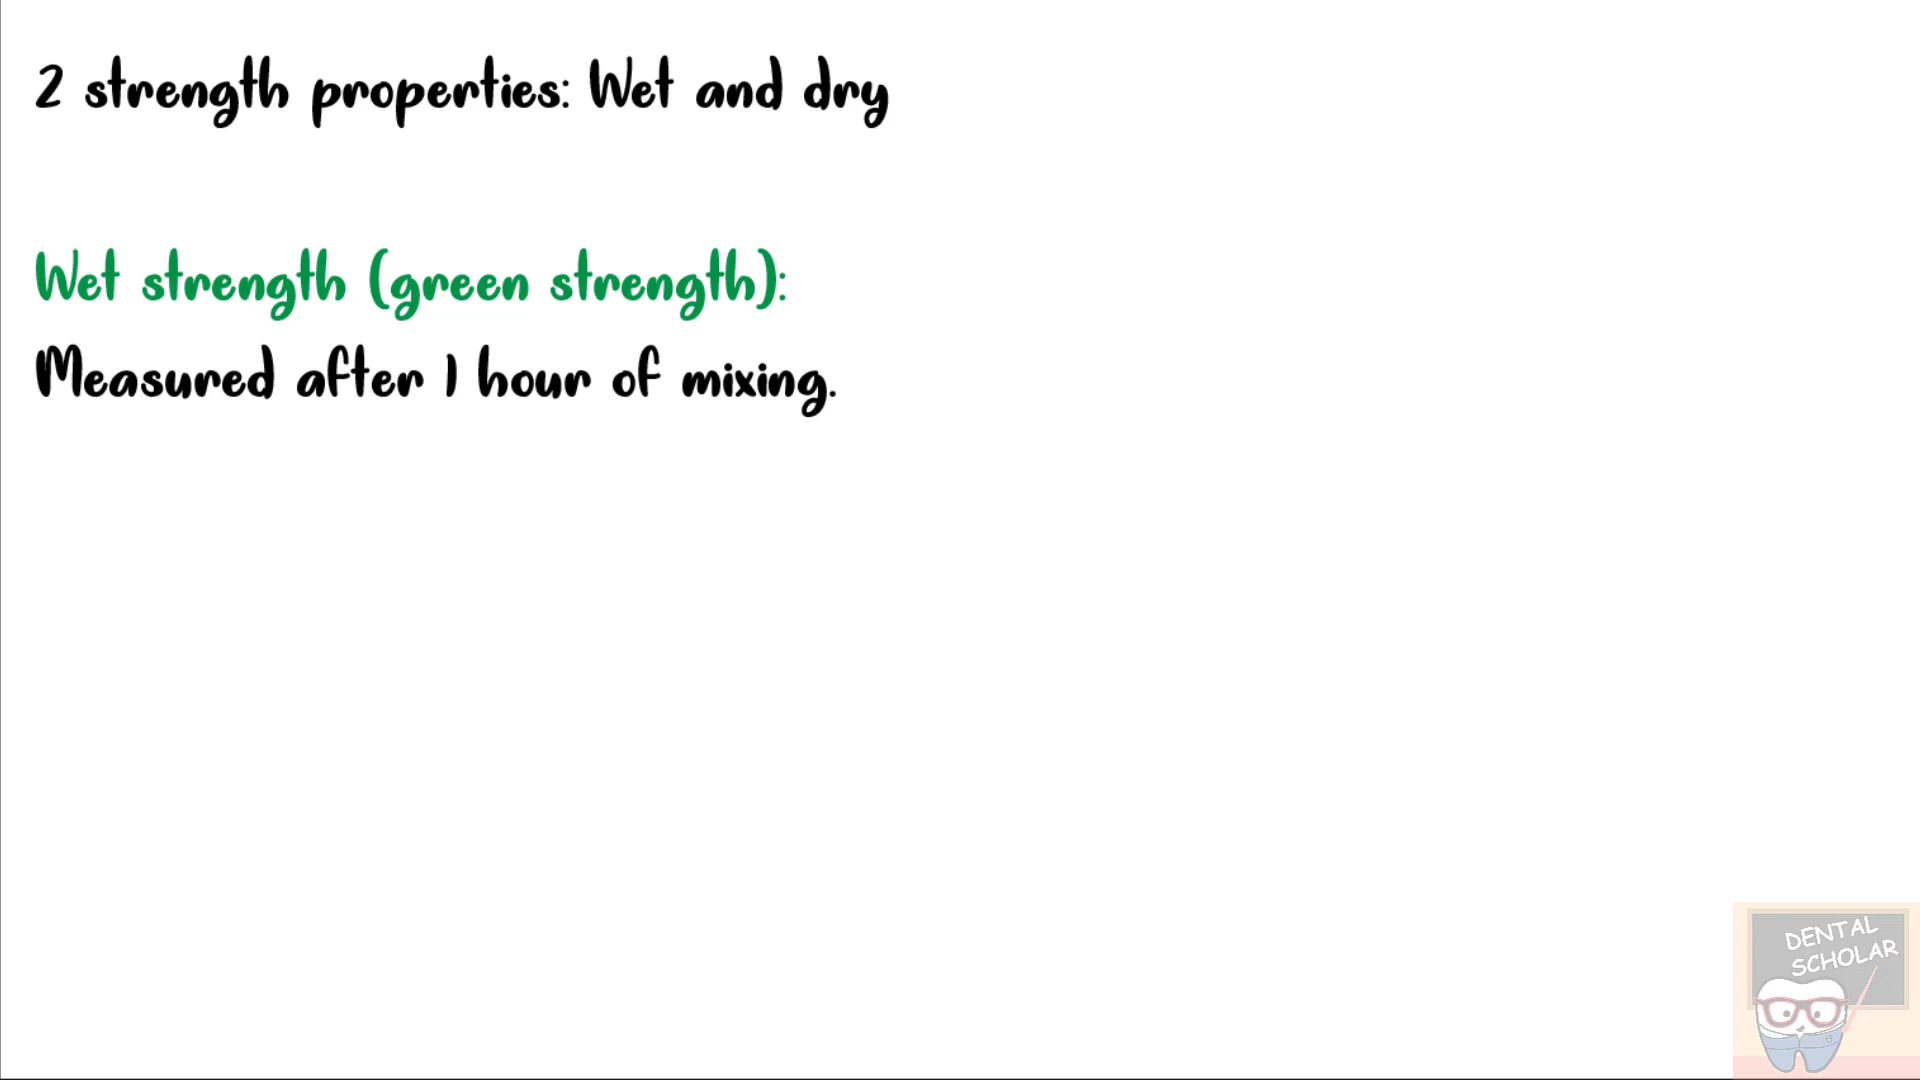 2 strength properties: Wet and dry
Wet strength (green strength):
Measured after 1 hour of mixing.
DENTAL
SCHOLAR